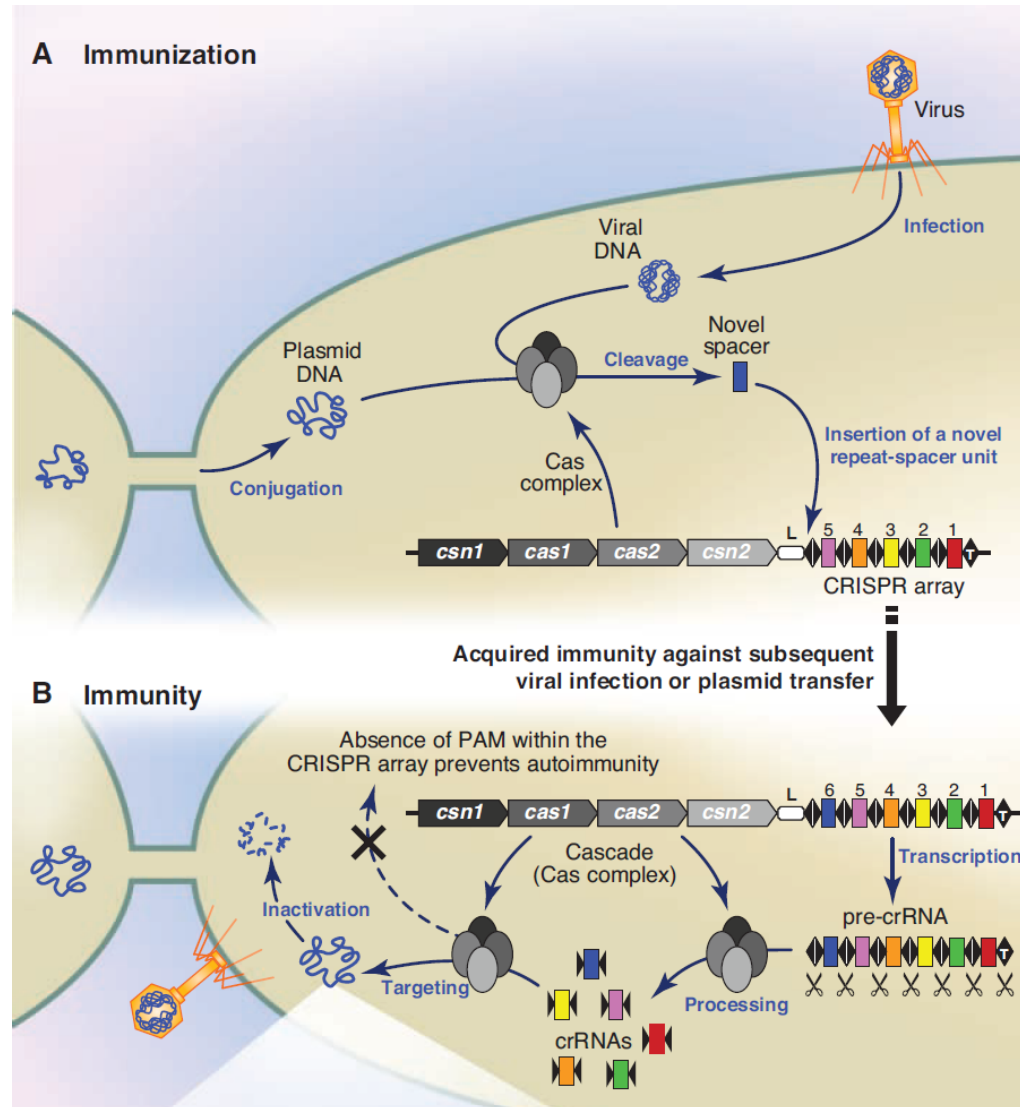 A Immunization
Virus
Infection
Viral
DNA
Novel
spacer
Plasmid
DNA
Cleavage
Insertion of a novel
repeat-spacer unit
Conjugation
Cas
complex
csn1 cas1 cas2 csn2 L 5 4 3 2 1 T
CRISPR array
Acquired immunity against subsequent
viral infection or plasmid transfer
B Immunity
Absence of PAM within the
CRISPR array prevents autoimmunity
csn1 cas1 cas2 csn2 L 6 5 4 3 2 1 T
Cascade
(Cas complex)
Transcription
Inactivation
pre-crRNA
T
Targeting
Processing
crRNAs